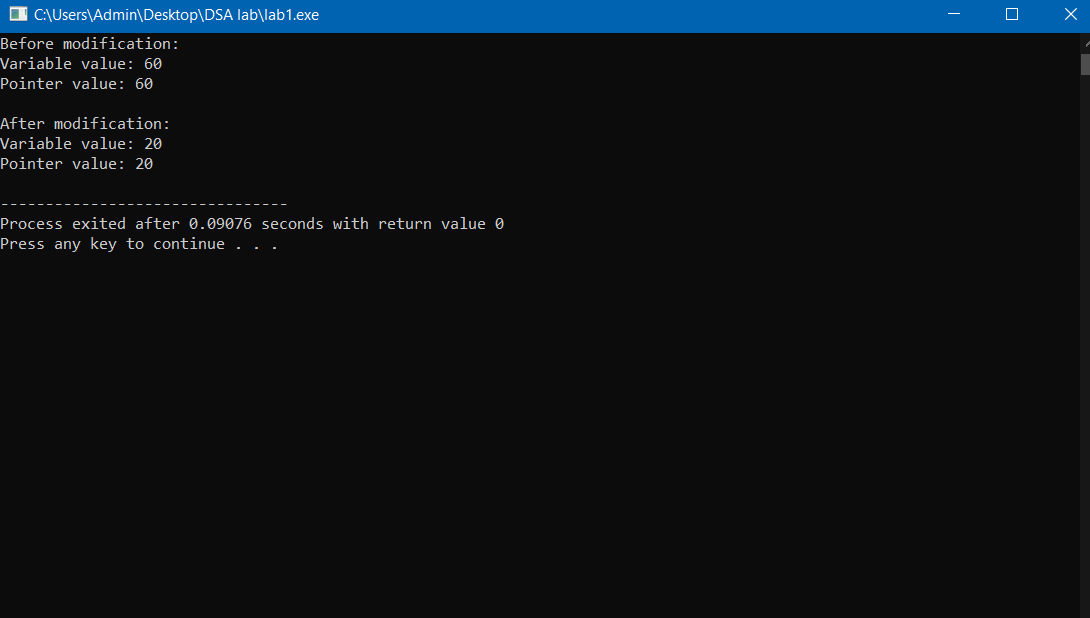 C:\Users\Admin\Desktop\DSA lab\lab1.exe
Before modification:
Variable value: 60
Pointer value: 60
After modification:
Variable value: 20
Pointer value: 20
--------------------------------
Process exited after 0.09076 seconds with return value 0
Press any key to continue . . .